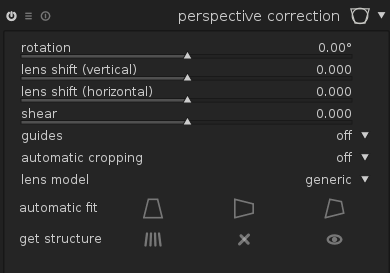 perspective correction
rotation 0.00°
lens shift (vertical) 0.000
lens shift (horizontal) 0.000
shear 0.000
guides off
automatic cropping off
lens model generic
automatic fit
get structure